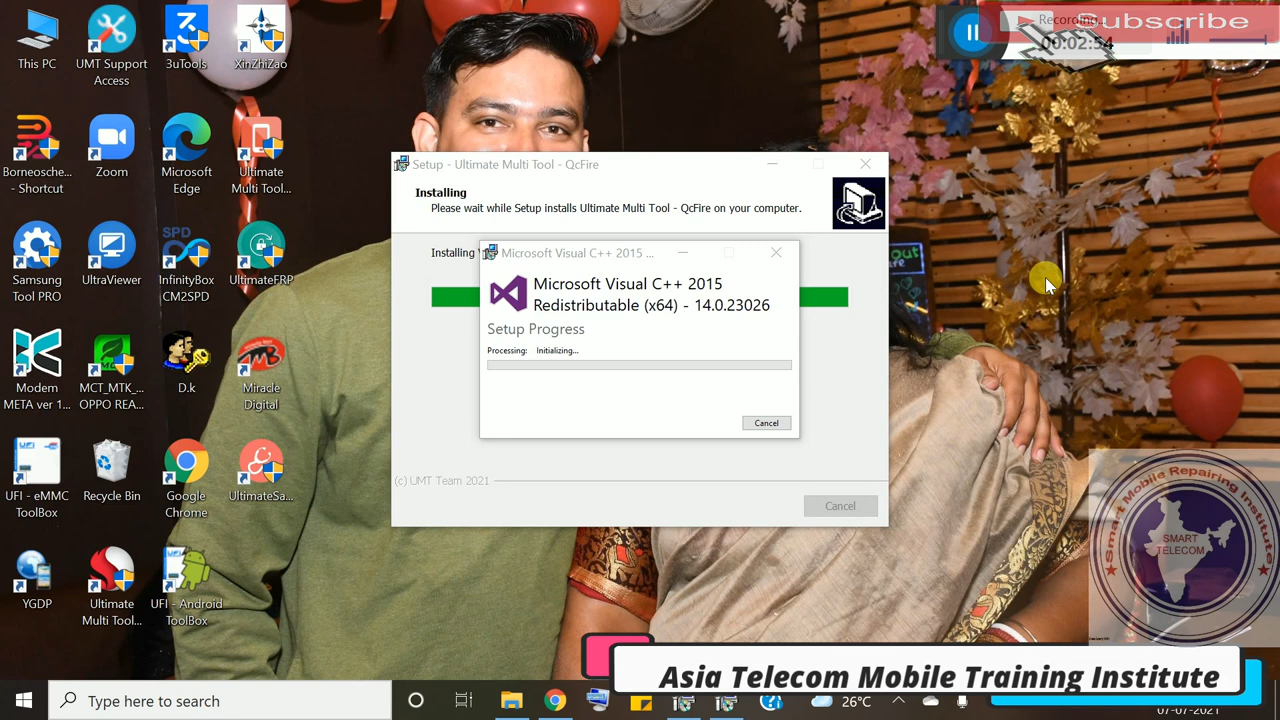 This PC
UMT Support
Access
3uTools
XinZhiZao
Borneosche...
- Shortcut
Zoom
Microsoft
Edge
Ultimate
Multi Tool...
Samsung
Tool PRO
UltraViewer
InfinityBox
CM2SPD
UltimateFRP
Modem
META ver 1...
MCT_MTK_...
OPPO REA...
D.k
Miracle
Digital
UFI - eMMC
ToolBox
Recycle Bin
Google
Chrome
UltimateSa...
YGDP
Ultimate
Multi Tool...
UFI - Android
ToolBox
Setup - Ultimate Multi Tool - QcFire
Installing
Please wait while Setup installs Ultimate Multi Tool - QcFire on your computer.
Installing
Microsoft Visual C++ 2015 ...
Microsoft Visual C++ 2015
Redistributable (x64) - 14.0.23026
Setup Progress
Processing: Initializing...
Cancel
(c) UMT Team 2021
Cancel
Recording...
Subscribe
00:02:54
Smart Mobile Repairing Institute
SMART
TELECOM
Asia Telecom Mobile Training Institute
Type here to search
26°C
07-07-2021